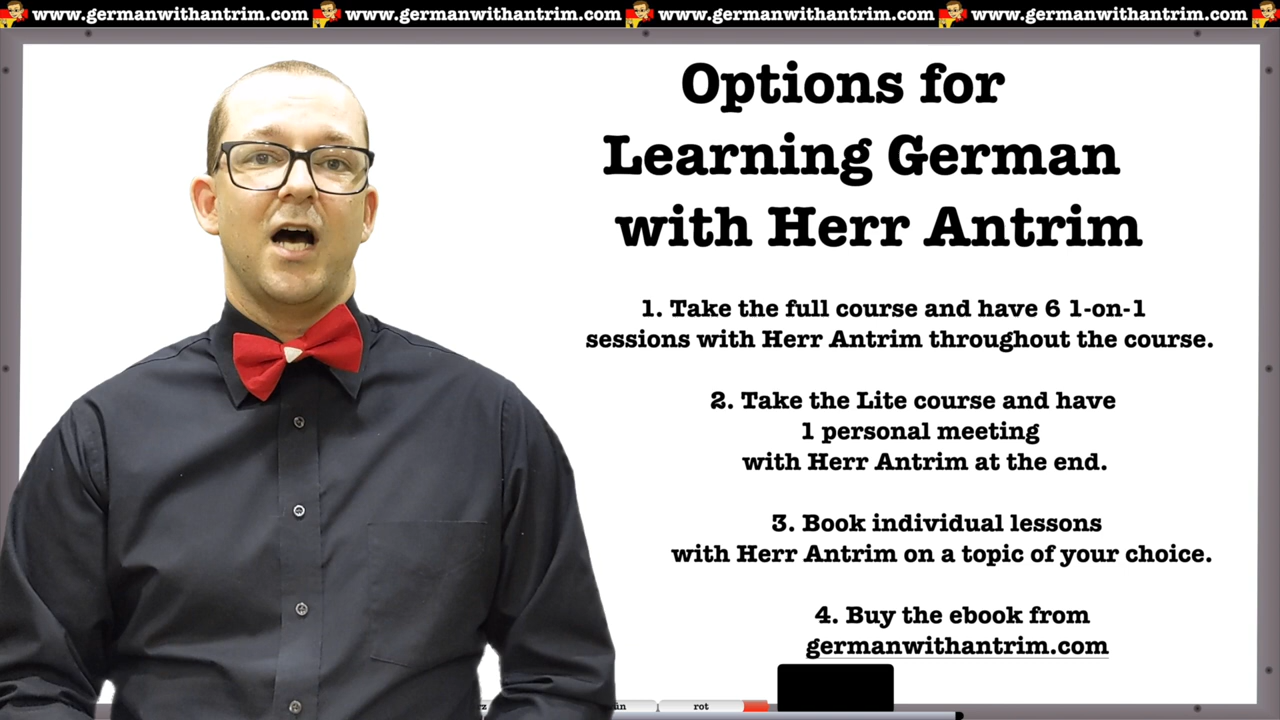 www.germanwithantrim.com www.germanwithantrim.com www.germanwithantrim.com www.germanwithantrim.com
Options for
Learning German
with Herr Antrim
1. Take the full course and have 6 1-on-1
sessions with Herr Antrim throughout the course.
2. Take the Lite course and have
1 personal meeting
with Herr Antrim at the end.
3. Book individual lessons
with Herr Antrim on a topic of your choice.
4. Buy the ebook from
germanwithantrim.com
rot